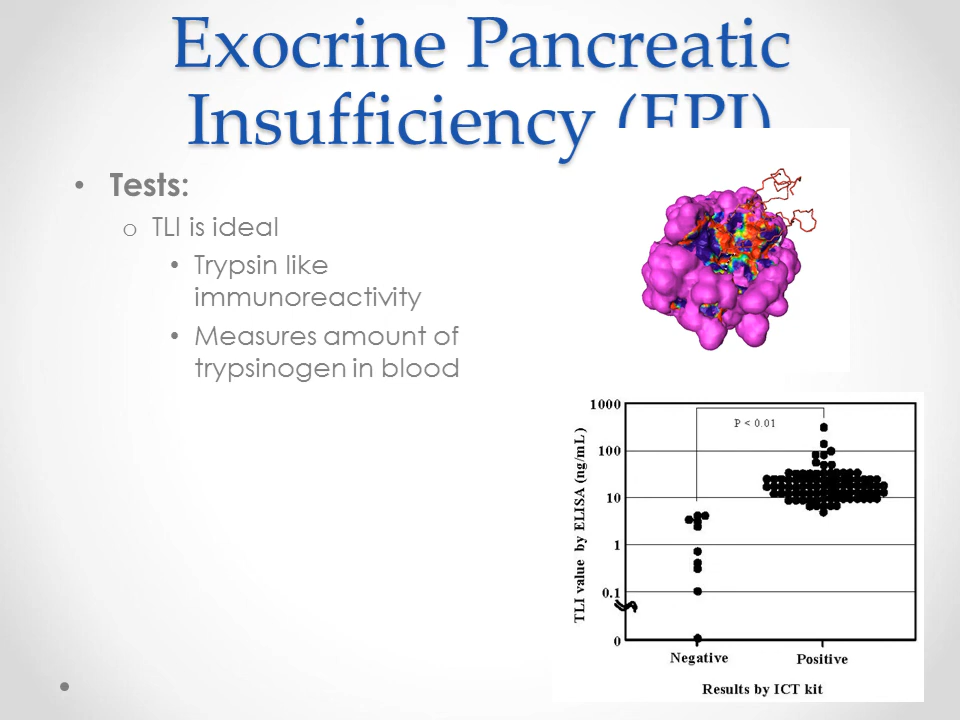 Exocrine Pancreatic
Insufficiency (EPI)
• Tests:
o TLI is ideal
• Trypsin like
immunoreactivity
• Measures amount of
trypsinogen in blood
1000
P < 0.01
100
10
1
0.1
0
TLI value by ELISA (ng/mL)
Negative
Positive
Results by ICT kit
•